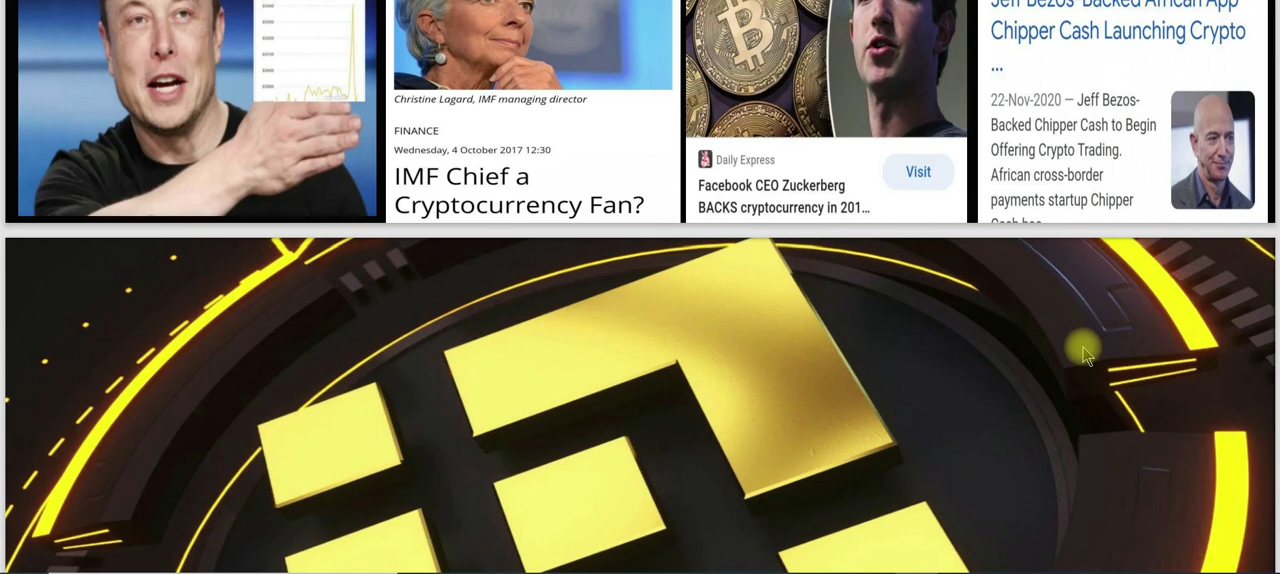 Christine Lagard, IMF managing director
FINANCE
Wednesday, 4 October 2017 12:30
IMF Chief a
Cryptocurrency Fan?
Daily Express
Visit
Facebook CEO Zuckerberg
BACKS cryptocurrency in 201...
Jeff Bezos-Backed African App
Chipper Cash Launching Crypto
...
22-Nov-2020 — Jeff Bezos-
Backed Chipper Cash to Begin
Offering Crypto Trading.
African cross-border
payments startup Chipper
Cash has